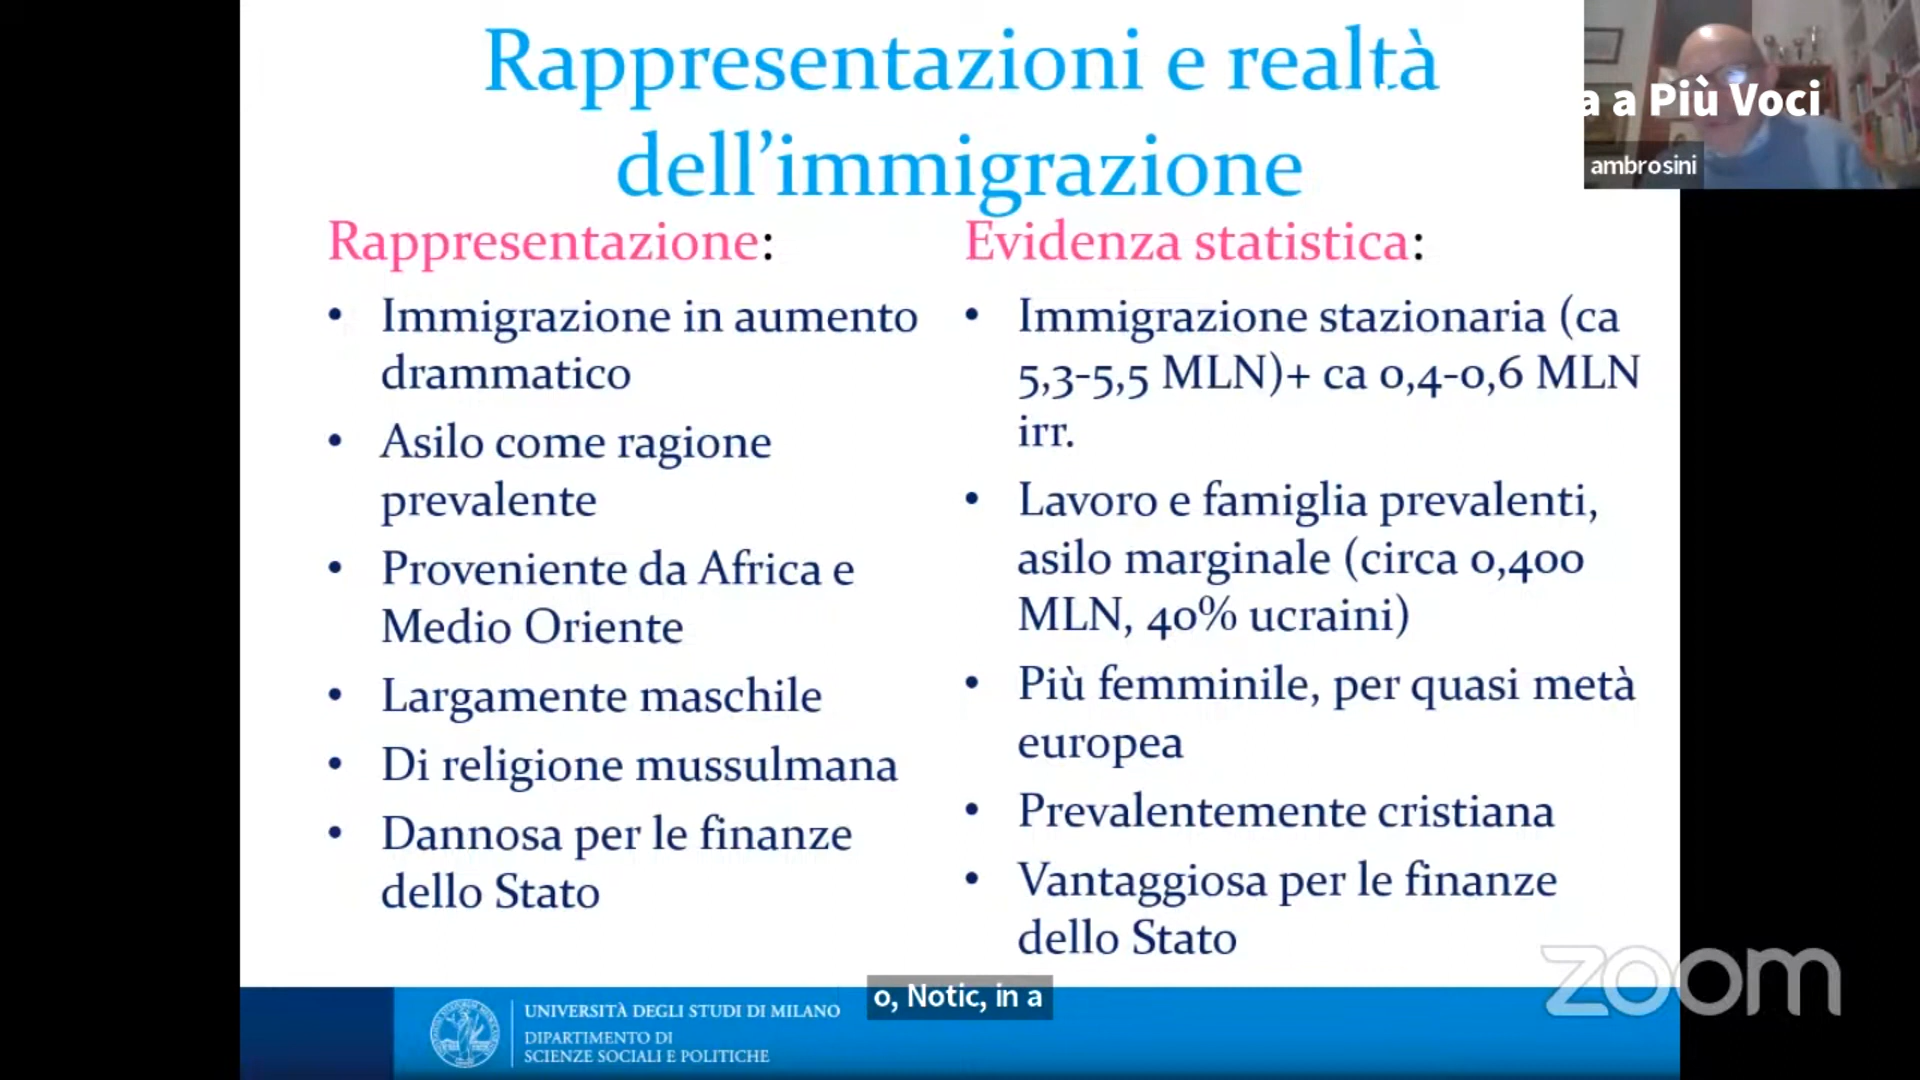 Rappresentazioni e realtà
dell’immigrazione
a a Più Voci
ambrosini
Rappresentazione:
• Immigrazione in aumento
drammatico
• Asilo come ragione
prevalente
• Proveniente da Africa e
Medio Oriente
• Largamente maschile
• Di religione mussulmana
• Dannosa per le finanze
dello Stato
Evidenza statistica:
• Immigrazione stazionaria (ca
5,3-5,5 MLN)+ ca 0,4-0,6 MLN
irr.
• Lavoro e famiglia prevalenti,
asilo marginale (circa 0,400
MLN, 40% ucraini)
• Più femminile, per quasi metà
europea
• Prevalentemente cristiana
• Vantaggiosa per le finanze
dello Stato
zoom
o, Notic, in a
UNIVERSITÀ DEGLI STUDI DI MILANO
DIPARTIMENTO DI
SCIENZE SOCIALI E POLITICHE